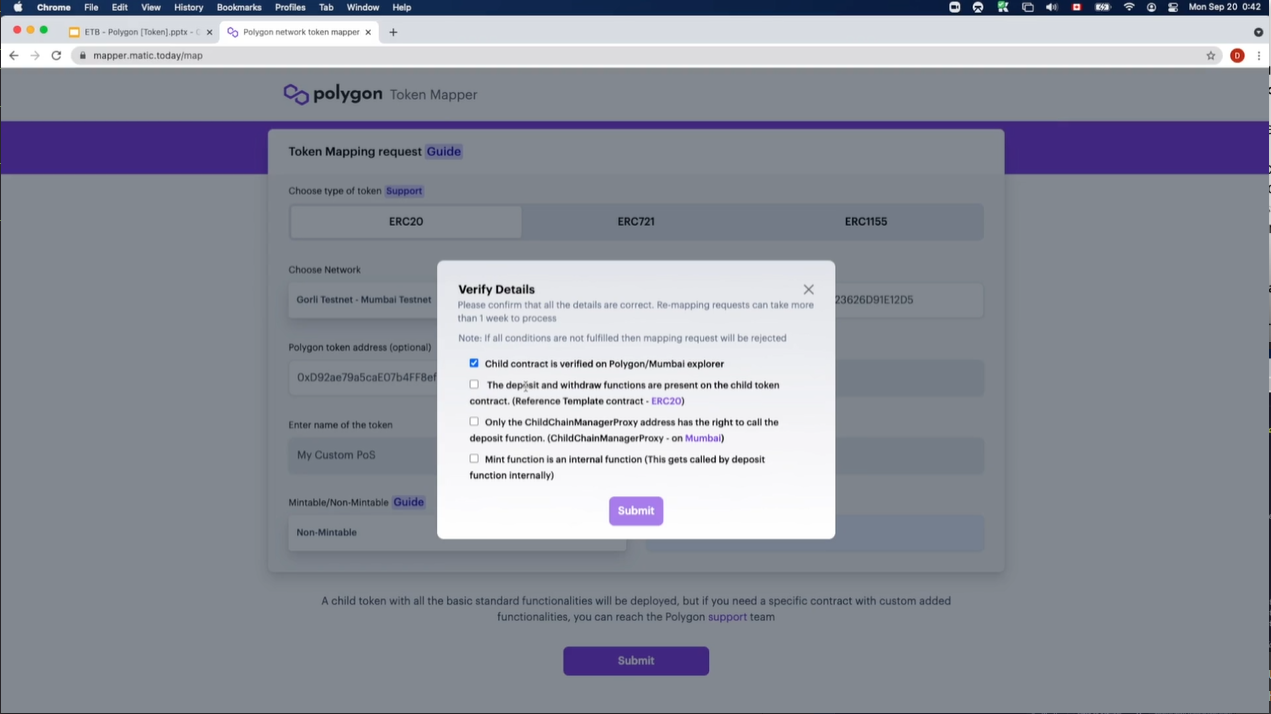 Chrome File Edit View History Bookmarks Profiles Tab Window Help Mon Sep 20 0:42
ETB - Polygon [Token].pptx - Polygon network token mapper
mapper.matic.today/map D
polygon Token Mapper
Token Mapping request Guide
Choose type of token Support
ERC20 ERC721 ERC1155
Choose Network
Gorli Testnet - Mumbai Testnet 23626D91E12D5
Polygon token address (optional)
0xD92ae79a5caE07b4FF8ef
Enter name of the token
My Custom PoS
Mintable/Non-Mintable Guide
Non-Mintable
Verify Details
Please confirm that all the details are correct. Re-mapping requests can take more
than 1 week to process
Note: If all conditions are not fulfilled then mapping request will be rejected
Child contract is verified on Polygon/Mumbai explorer
The deposit and withdraw functions are present on the child token
contract. (Reference Template contract - ERC20)
Only the ChildChainManagerProxy address has the right to call the
deposit function. (ChildChainManagerProxy - on Mumbai)
Mint function is an internal function (This gets called by deposit
function internally)
Submit
A child token with all the basic standard functionalities will be deployed, but if you need a specific contract with custom added
functionalities, you can reach the Polygon support team
Submit